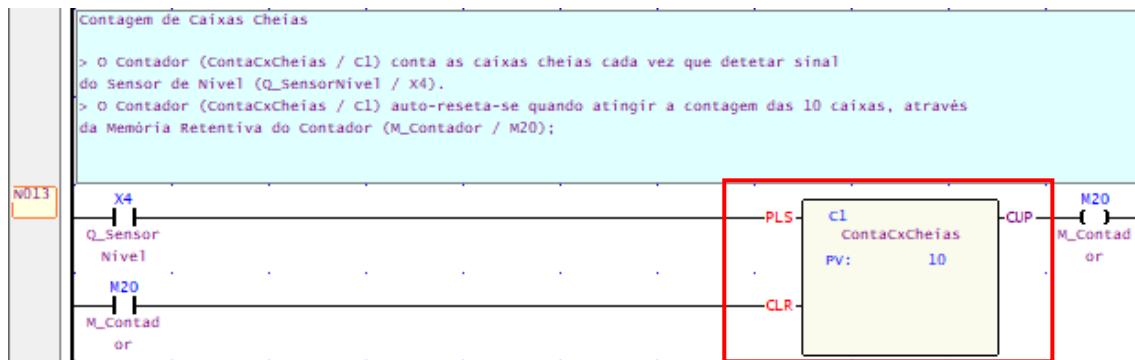 Contagem de Caixas Cheias
> O Contador (ContaCxCheias / C1) conta as caixas cheias cada vez que detetar sinal
do Sensor de Nivel (Q_SensorNivel / X4).
> O Contador (ContaCxCheias / C1) auto-reseta-se quando atingir a contagem das 10 caixas, através
da Memória Retentiva do Contador (M_Contador / M20);
N013
X4
Q_Sensor
Nivel
PLS
C1
ContaCxCheias
PV: 10
CUP
M20
M_Contad
or
M20
M_Contad
or
CLR